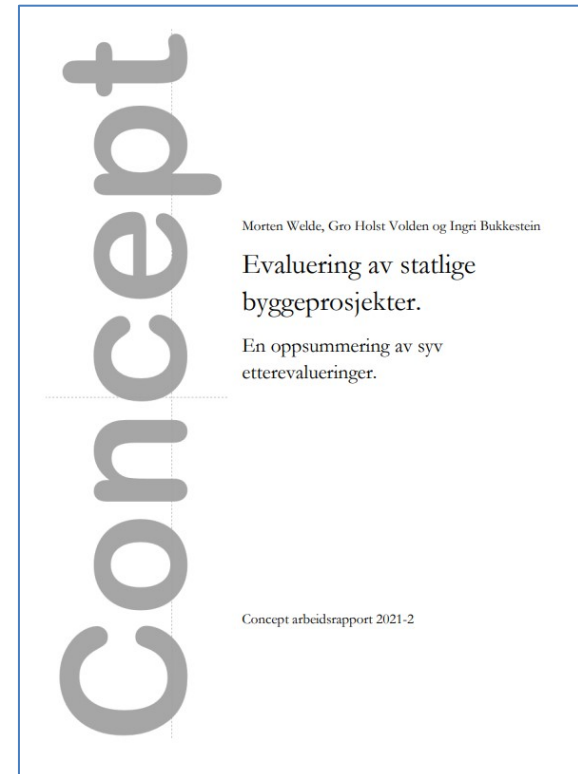 Concept
Morten Welde, Gro Holst Volden og Ingri Bukkestein
Evaluering av statlige
byggeprosjekter.
En oppsummering av syv
etterevalueringer.
Concept arbeidsrapport 2021-2